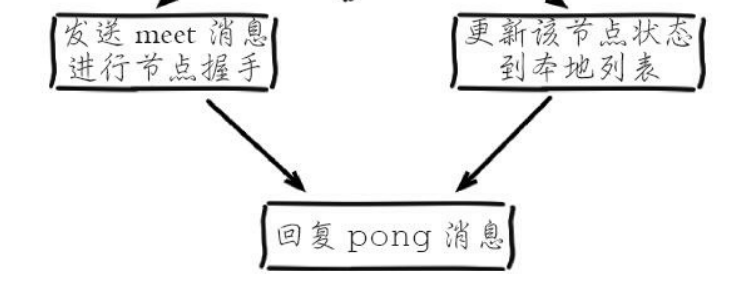 发送 meet 消息
进行节点握手
更新该节点状态
到本地列表
回复 pong 消息